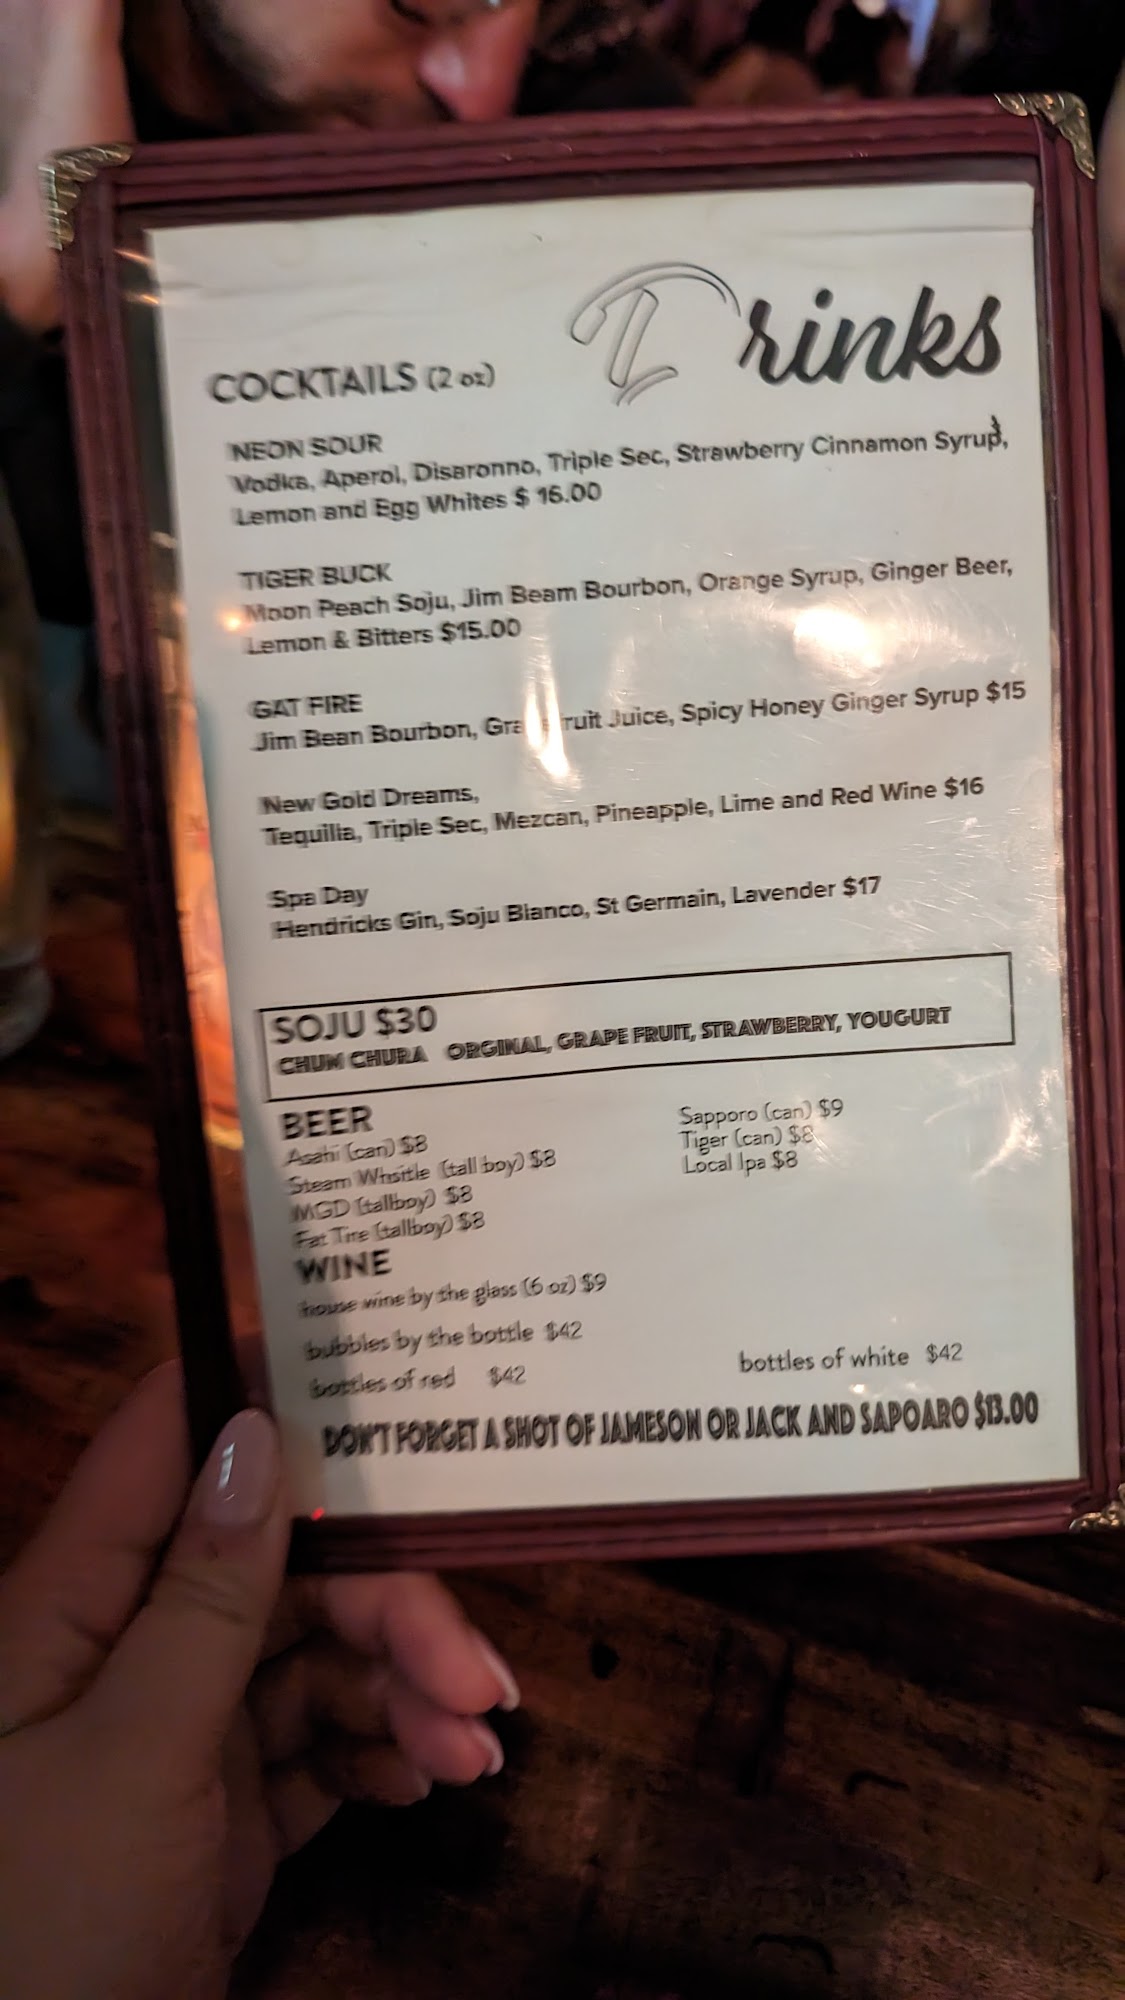 Drinks
COCKTAILS (2 oz)
NEON SOUR
Vodka, Aperol, Disaronno, Triple Sec, Strawberry Cinnamon Syrup,
Lemon and Egg Whites $ 16.00
TIGER BUCK
Moon Peach Soju, Jim Beam Bourbon, Orange Syrup, Ginger Beer,
Lemon & Bitters $15.00
GAT FIRE
Jim Bean Bourbon, Grapefruit Juice, Spicy Honey Ginger Syrup $15
New Gold Dreams,
Tequilla, Triple Sec, Mezcan, Pineapple, Lime and Red Wine $16
Spa Day
Hendricks Gin, Soju Blanco, St Germain, Lavender $17
SOJU $30
CHUM CHURA ORGINAL, GRAPE FRUIT, STRAWBERRY, YOUGURT
BEER
Asahi (can) $8
Steam Whsitle (tall boy) $8
MGD (tallboy) $8
Fat Tire (tallboy) $8
Sapporo (can) $9
Tiger (can) $8
Local Ipa $8
WINE
house wine by the glass (6 oz) $9
bubbles by the bottle $42
bottles of red $42
bottles of white $42
DON'T FORGET A SHOT OF JAMESON OR JACK AND SAPOARO $13.00